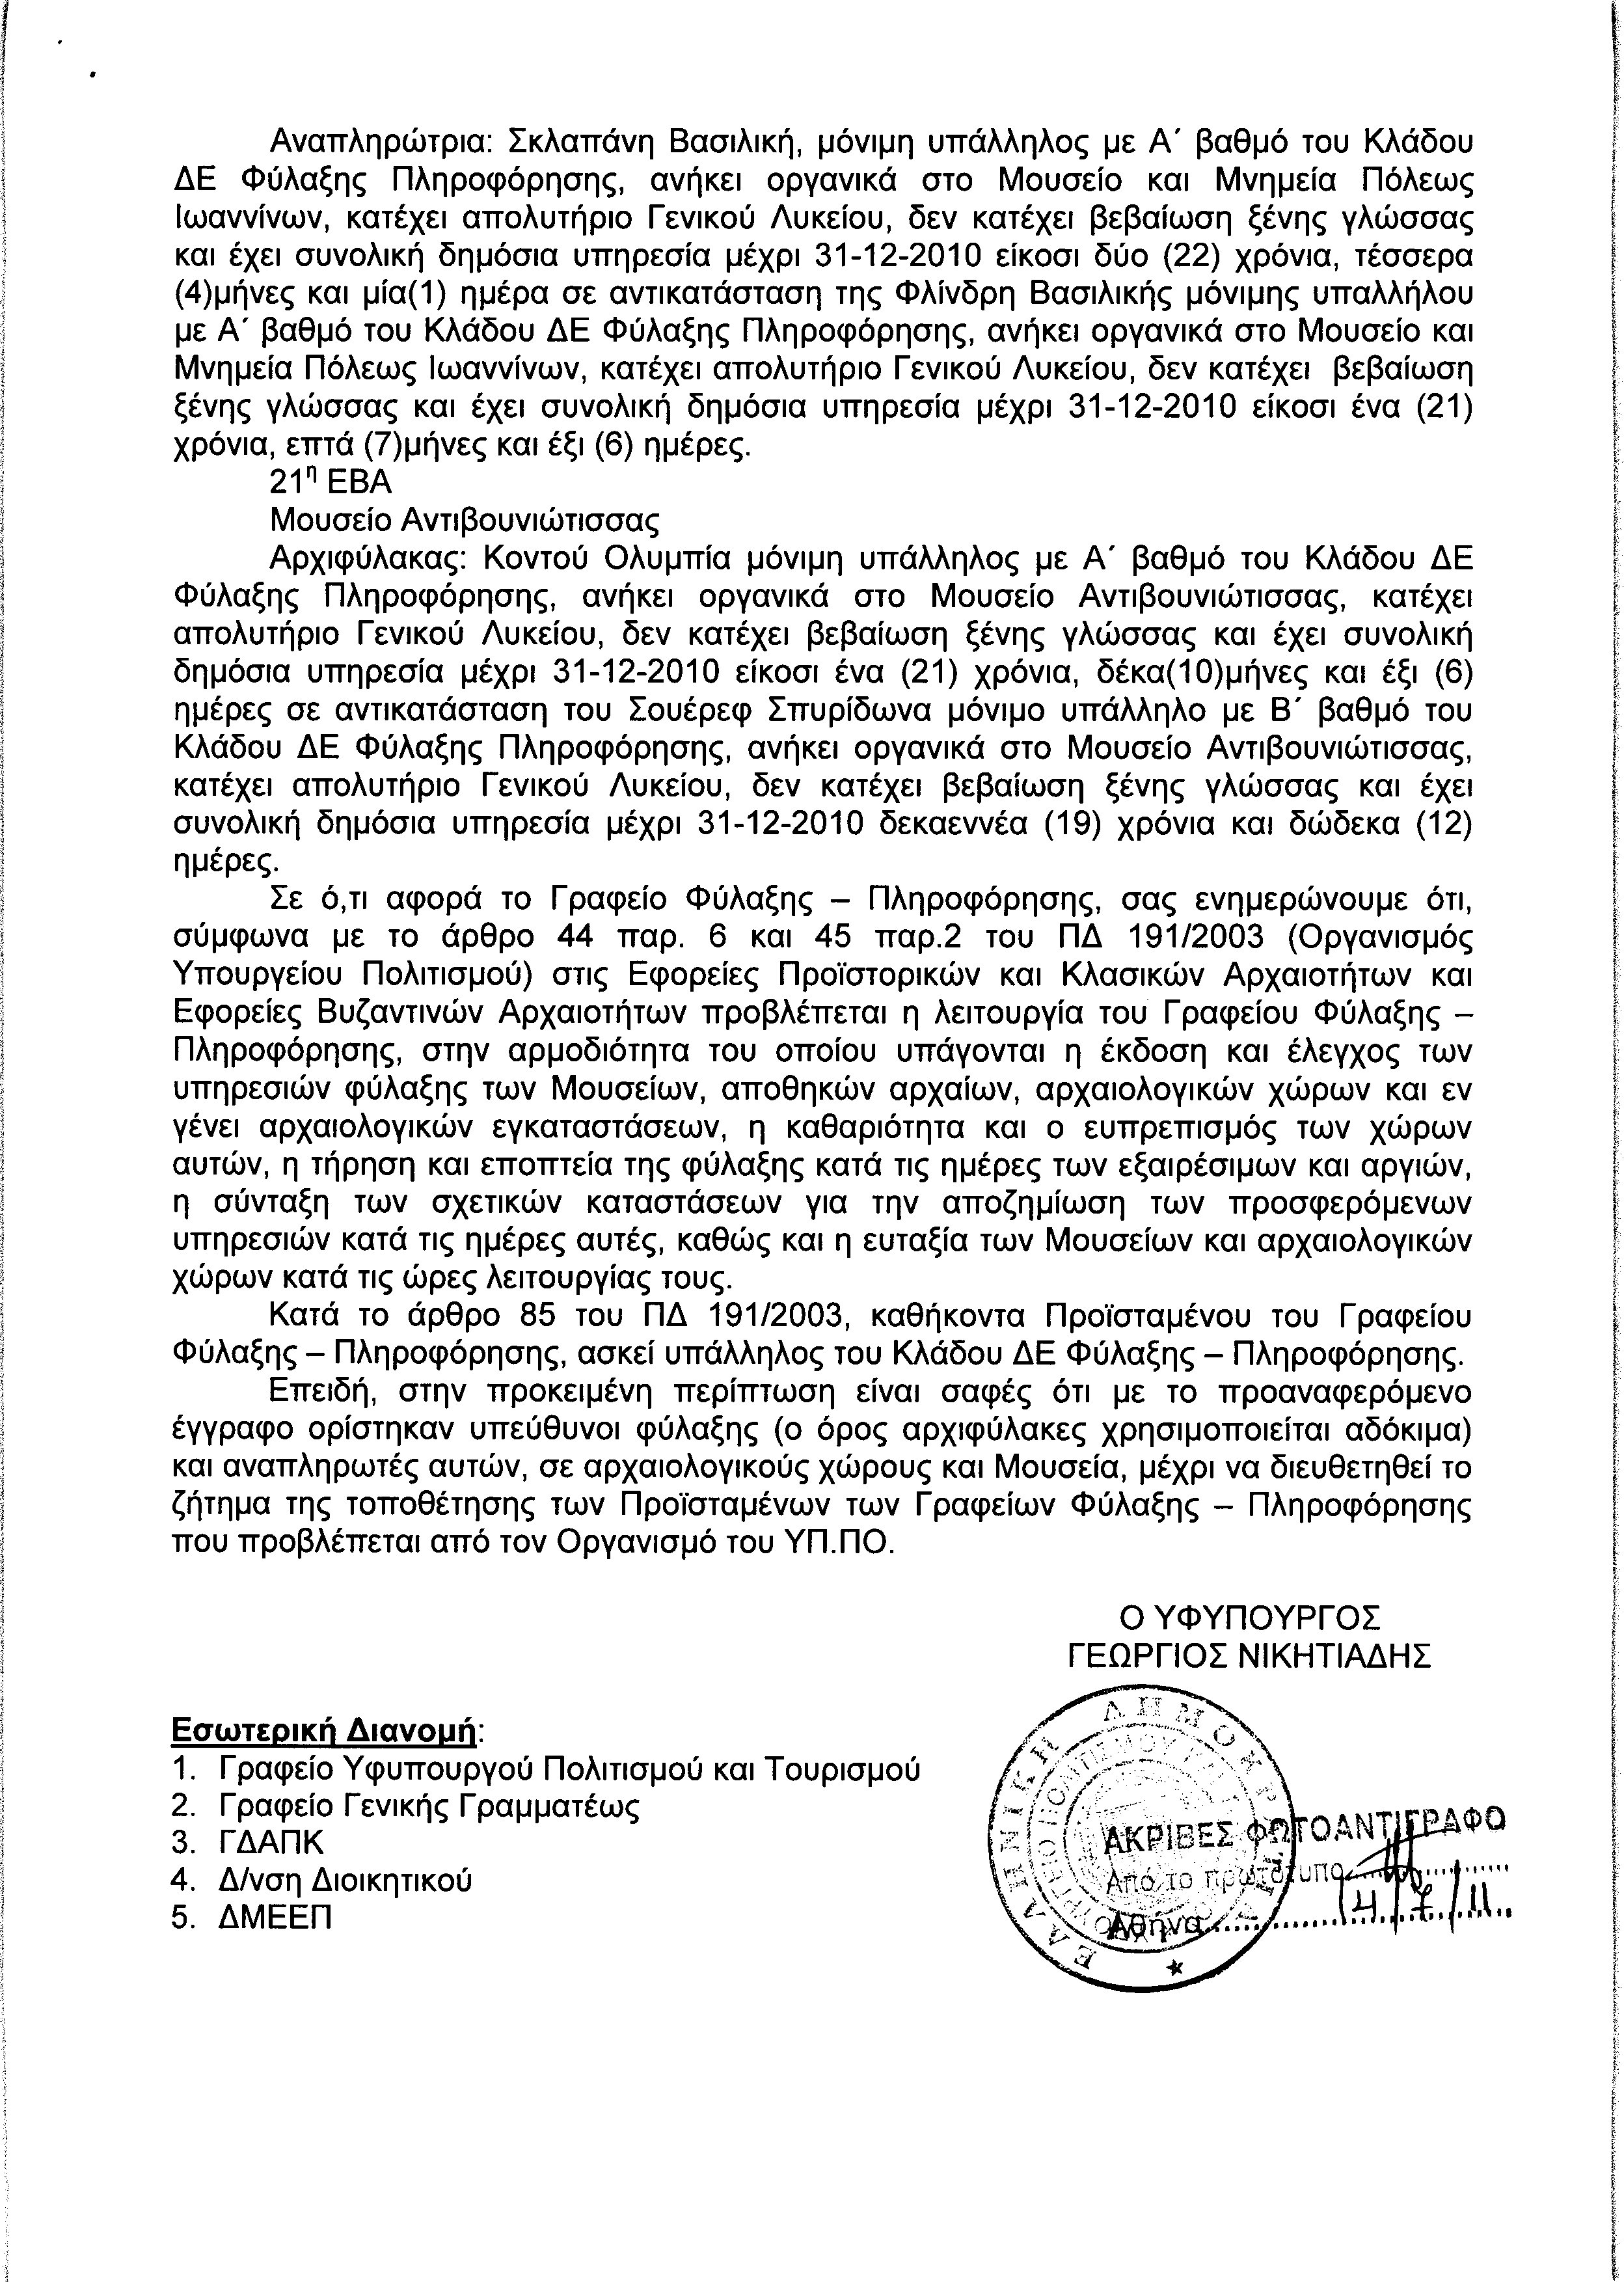 Αναπληρώτρια: Σκλαπάνη Βασιλική, μόνιμη υπάλληλος με Α΄ βαθμό του Κλάδου
ΔΕ Φύλαξης Πληροφόρησης, ανήκει οργανικά στο Μουσείο και Μνημεία Πόλεως
Ιωαννίνων, κατέχει απολυτήριο Γενικού Λυκείου, δεν κατέχει βεβαίωση ξένης γλώσσας
και έχει συνολική δημόσια υπηρεσία μέχρι 31-12-2010 είκοσι δύο (22) χρόνια, τέσσερα
(4)μήνες και μία(1) ημέρα σε αντικατάσταση της Φλίνδρη Βασιλικής μόνιμης υπαλλήλου
με Α΄ βαθμό του Κλάδου ΔΕ Φύλαξης Πληροφόρησης, ανήκει οργανικά στο Μουσείο και
Μνημεία Πόλεως Ιωαννίνων, κατέχει απολυτήριο Γενικού Λυκείου, δεν κατέχει βεβαίωση
ξένης γλώσσας και έχει συνολική δημόσια υπηρεσία μέχρι 31-12-2010 είκοσι ένα (21)
χρόνια, επτά (7)μήνες και έξι (6) ημέρες.
21η ΕΒΑ
Μουσείο Αντιβουνιώτισσας
Αρχιφύλακας: Κοντού Ολυμπία μόνιμη υπάλληλος με Α΄ βαθμό του Κλάδου ΔΕ
Φύλαξης Πληροφόρησης, ανήκει οργανικά στο Μουσείο Αντιβουνιώτισσας, κατέχει
απολυτήριο Γενικού Λυκείου, δεν κατέχει βεβαίωση ξένης γλώσσας και έχει συνολική
δημόσια υπηρεσία μέχρι 31-12-2010 είκοσι ένα (21) χρόνια, δέκα(10)μήνες και έξι (6)
ημέρες σε αντικατάσταση του Σουέρεφ Σπυρίδωνα μόνιμο υπάλληλο με Β΄ βαθμό του
Κλάδου ΔΕ Φύλαξης Πληροφόρησης, ανήκει οργανικά στο Μουσείο Αντιβουνιώτισσας,
κατέχει απολυτήριο Γενικού Λυκείου, δεν κατέχει βεβαίωση ξένης γλώσσας και έχει
συνολική δημόσια υπηρεσία μέχρι 31-12-2010 δεκαεννέα (19) χρόνια και δώδεκα (12)
ημέρες.
Σε ό,τι αφορά το Γραφείο Φύλαξης – Πληροφόρησης, σας ενημερώνουμε ότι,
σύμφωνα με το άρθρο 44 παρ. 6 και 45 παρ.2 του ΠΔ 191/2003 (Οργανισμός
Υπουργείου Πολιτισμού) στις Εφορείες Προϊστορικών και Κλασικών Αρχαιοτήτων και
Εφορείες Βυζαντινών Αρχαιοτήτων προβλέπεται η λειτουργία του Γραφείου Φύλαξης –
Πληροφόρησης, στην αρμοδιότητα του οποίου υπάγονται η έκδοση και έλεγχος των
υπηρεσιών φύλαξης των Μουσείων, αποθηκών αρχαίων, αρχαιολογικών χώρων και εν
γένει αρχαιολογικών εγκαταστάσεων, η καθαριότητα και ο ευπρεπισμός των χώρων
αυτών, η τήρηση και εποπτεία της φύλαξης κατά τις ημέρες των εξαιρέσιμων και αργιών,
η σύνταξη των σχετικών καταστάσεων για την αποζημίωση των προσφερόμενων
υπηρεσιών κατά τις ημέρες αυτές, καθώς και η ευταξία των Μουσείων και αρχαιολογικών
χώρων κατά τις ώρες λειτουργίας τους.
Κατά το άρθρο 85 του ΠΔ 191/2003, καθήκοντα Προϊσταμένου του Γραφείου
Φύλαξης – Πληροφόρησης, ασκεί υπάλληλος του Κλάδου ΔΕ Φύλαξης – Πληροφόρησης.
Επειδή, στην προκειμένη περίπτωση είναι σαφές ότι με το προαναφερόμενο
έγγραφο ορίστηκαν υπεύθυνοι φύλαξης (ο όρος αρχιφύλακες χρησιμοποιείται αδόκιμα)
και αναπληρωτές αυτών, σε αρχαιολογικούς χώρους και Μουσεία, μέχρι να διευθετηθεί το
ζήτημα της τοποθέτησης των Προϊσταμένων των Γραφείων Φύλαξης – Πληροφόρησης
που προβλέπεται από τον Οργανισμό του ΥΠ.ΠΟ.
Ο ΥΦΥΠΟΥΡΓΟΣ
ΓΕΩΡΓΙΟΣ ΝΙΚΗΤΙΑΔΗΣ
Εσωτερική Διανομή:
1. Γραφείο Υφυπουργού Πολιτισμού και Τουρισμού
2. Γραφείο Γενικής Γραμματέως
3. ΓΔΑΠΚ
4. Δ/νση Διοικητικού
5. ΔΜΕΕΠ
ΕΛΛΗΝΙΚΗ ΔΗΜΟΚΡΑΤΙΑ
ΑΚΡΙΒΕΣ ΦΩΤΟΑΝΤΙΓΡΑΦΟ
Από το πρωτότυπο
Αθήνα 14/7/11